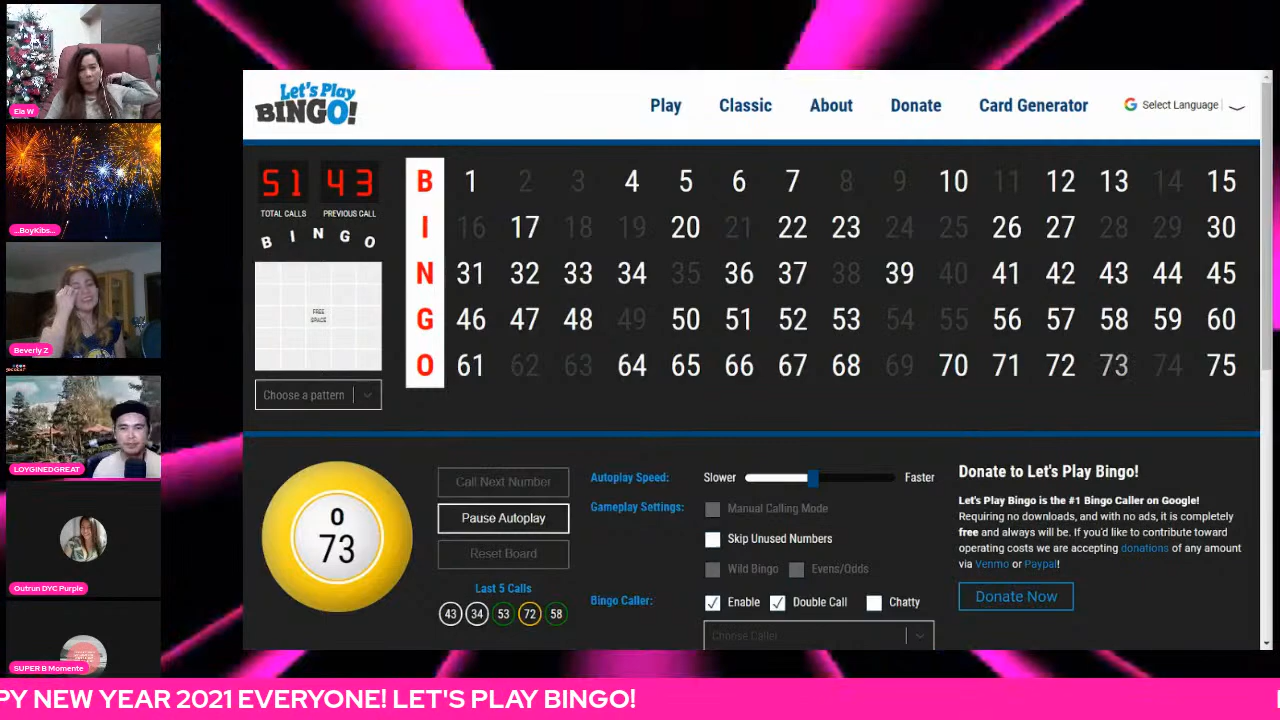 Ela W
...BoyKibs...
Beverly Z
LOYGINEDGREAT
Outrun DYC Purple
SUPER B Momente
Let's Play
BINGO!
Play Classic About Donate Card Generator Select Language
51 43
TOTAL CALLS PREVIOUS CALL
B I N G O
FREE
SPACE
Choose a pattern
B 1 2 3 4 5 6 7 8 9 10 11 12 13 14 15
I 16 17 18 19 20 21 22 23 24 25 26 27 28 29 30
N 31 32 33 34 35 36 37 38 39 40 41 42 43 44 45
G 46 47 48 49 50 51 52 53 54 55 56 57 58 59 60
O 61 62 63 64 65 66 67 68 69 70 71 72 73 74 75
O
73
Call Next Number
Pause Autoplay
Reset Board
Last 5 Calls
43 34 53 72 58
Autoplay Speed: Slower Faster
Gameplay Settings: Manual Calling Mode
Skip Unused Numbers
Wild Bingo Evens/Odds
Bingo Caller: Enable Double Call Chatty
Choose Caller
Donate to Let's Play Bingo!
Let's Play Bingo is the #1 Bingo Caller on Google!
Requiring no downloads, and with no ads, it is completely
free and always will be. If you'd like to contribute toward
operating costs we are accepting donations of any amount
via Venmo or Paypal!
Donate Now
PY NEW YEAR 2021 EVERYONE! LET'S PLAY BINGO!